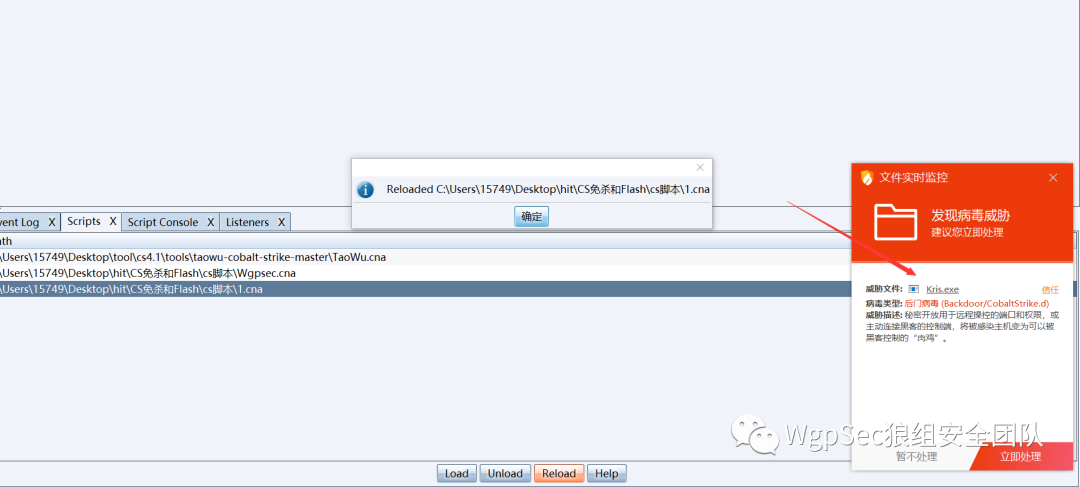 Reloaded C:\Users\15749\Desktop\hit\CS免杀和Flash\cs脚本\1.cna
确定
vent Log X Scripts X Script Console X Listeners X
ath
\Users\15749\Desktop\tool\cs4.1\tools\taowu-cobalt-strike-master\TaoWu.cna
\Users\15749\Desktop\hit\CS免杀和Flash\cs脚本\Wgpsec.cna
\Users\15749\Desktop\hit\CS免杀和Flash\cs脚本\1.cna
文件实时监控
发现病毒威胁
建议您立即处理
威胁文件: Kris.exe 信任
病毒类型: 后门病毒 (Backdoor/CobaltStrike.d)
威胁描述: 秘密开放用于远程操控的端口和权限，或
主动连接黑客的控制端，将被感染主机变为可以被
黑客控制的“肉鸡”。
WgpSec狼组安全团队
暂不处理 立即处理
Load Unload Reload Help